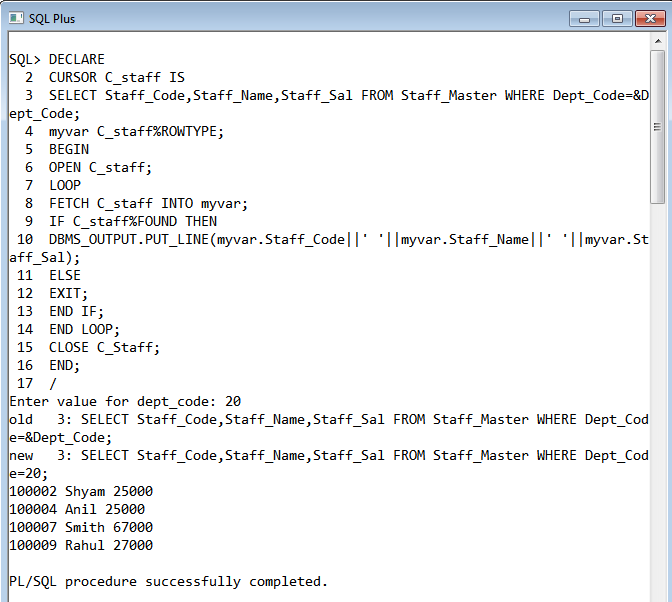 SQL Plus
SQL> DECLARE
  2  CURSOR C_staff IS
  3  SELECT Staff_Code,Staff_Name,Staff_Sal FROM Staff_Master WHERE Dept_Code=&D
ept_Code;
  4  myvar C_staff%ROWTYPE;
  5  BEGIN
  6  OPEN C_staff;
  7  LOOP
  8  FETCH C_staff INTO myvar;
  9  IF C_staff%FOUND THEN
 10  DBMS_OUTPUT.PUT_LINE(myvar.Staff_Code||' '||myvar.Staff_Name||' '||myvar.St
aff_Sal);
 11  ELSE
 12  EXIT;
 13  END IF;
 14  END LOOP;
 15  CLOSE C_Staff;
 16  END;
 17  /
Enter value for dept_code: 20
old   3: SELECT Staff_Code,Staff_Name,Staff_Sal FROM Staff_Master WHERE Dept_Cod
e=&Dept_Code;
new   3: SELECT Staff_Code,Staff_Name,Staff_Sal FROM Staff_Master WHERE Dept_Cod
e=20;
100002 Shyam 25000
100004 Anil 25000
100007 Smith 67000
100009 Rahul 27000
PL/SQL procedure successfully completed.